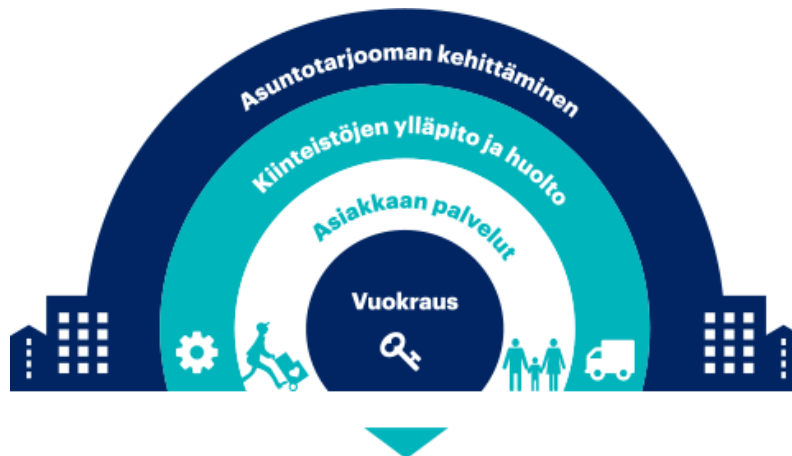 Asuntotarjooman kehittäminen
Kiinteistöjen ylläpito ja huolto
Asiakkaan palvelut
Vuokraus